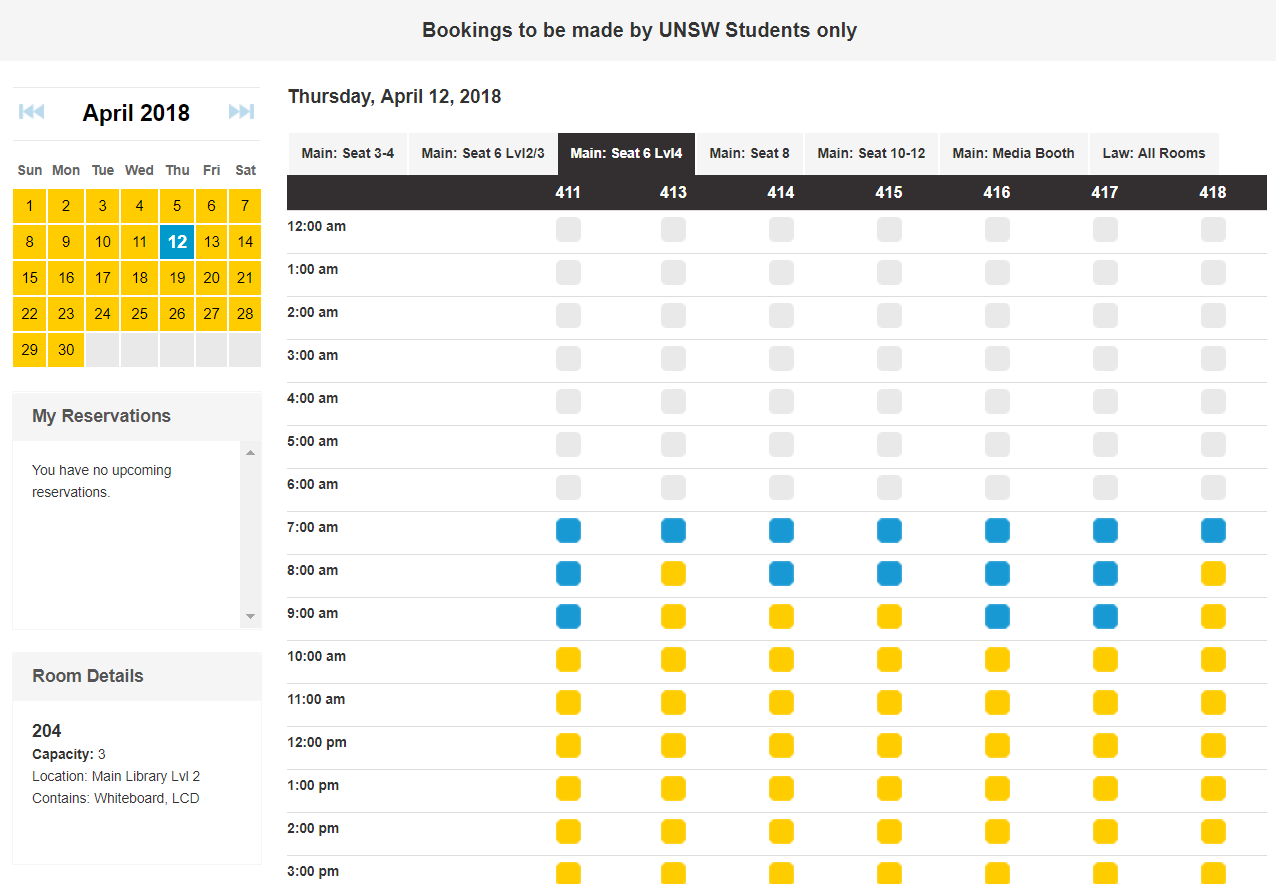 Bookings to be made by UNSW Students only
April 2018
Sun Mon Tue Wed Thu Fri Sat
1 2 3 4 5 6 7
8 9 10 11 12 13 14
15 16 17 18 19 20 21
22 23 24 25 26 27 28
29 30
My Reservations
You have no upcoming
reservations.
Room Details
204
Capacity: 3
Location: Main Library Lvl 2
Contains: Whiteboard, LCD
Thursday, April 12, 2018
Main: Seat 3-4 Main: Seat 6 Lvl2/3 Main: Seat 6 Lvl4 Main: Seat 8 Main: Seat 10-12 Main: Media Booth Law: All Rooms
411 413 414 415 416 417 418
12:00 am
1:00 am
2:00 am
3:00 am
4:00 am
5:00 am
6:00 am
7:00 am
8:00 am
9:00 am
10:00 am
11:00 am
12:00 pm
1:00 pm
2:00 pm
3:00 pm